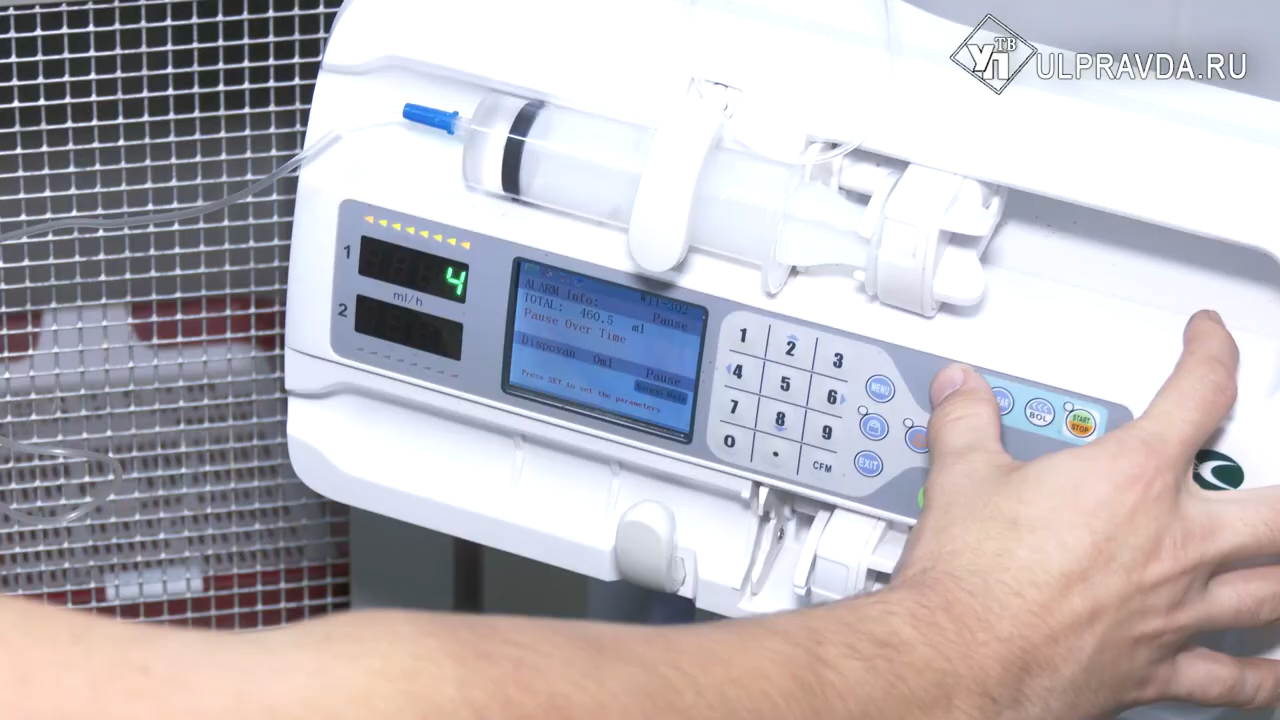 УП ТВ
ULPRAVDA.RU
1
4
ml/h
2
ALARM Info:
TOTAL: 460.5 ml
Pause
Pause Over Time
Dispovan 0ml
Pause
Press SET to set the parameters
1 2 3
4 5 6
7 8 9
0 . CFM
MENU
EXIT
BOL
START
STOP